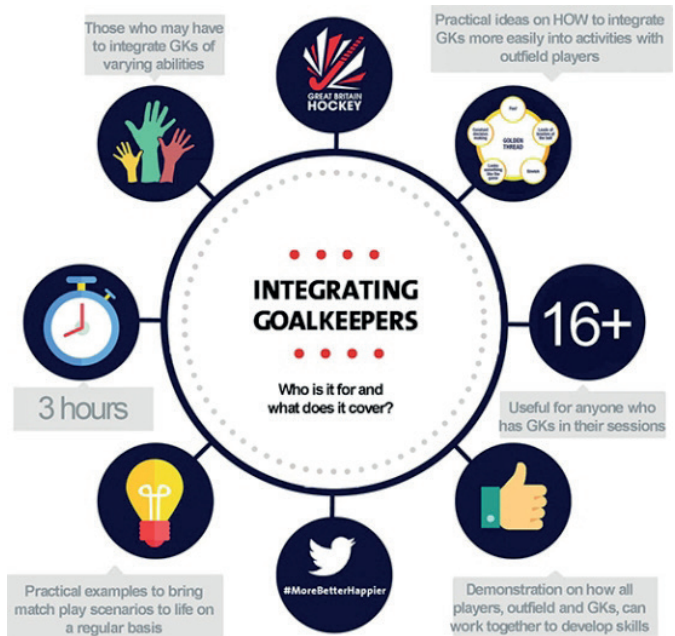 Those who may have
to integrate GKs of
varying abilities
GREAT BRITAIN
HOCKEY
Practical ideas on HOW to integrate
GKs more easily into activities with
outfield players
Fun?
GOLDEN
THREAD
INTEGRATING
GOALKEEPERS
Who is it for and
what does it cover?
16+
3 hours
Useful for anyone who
has GKs in their sessions
#MoreBetterHappier
Practical examples to bring
match play scenarios to life on
a regular basis
Demonstration on how all
players, outfield and GKs, can
work together to develop skills